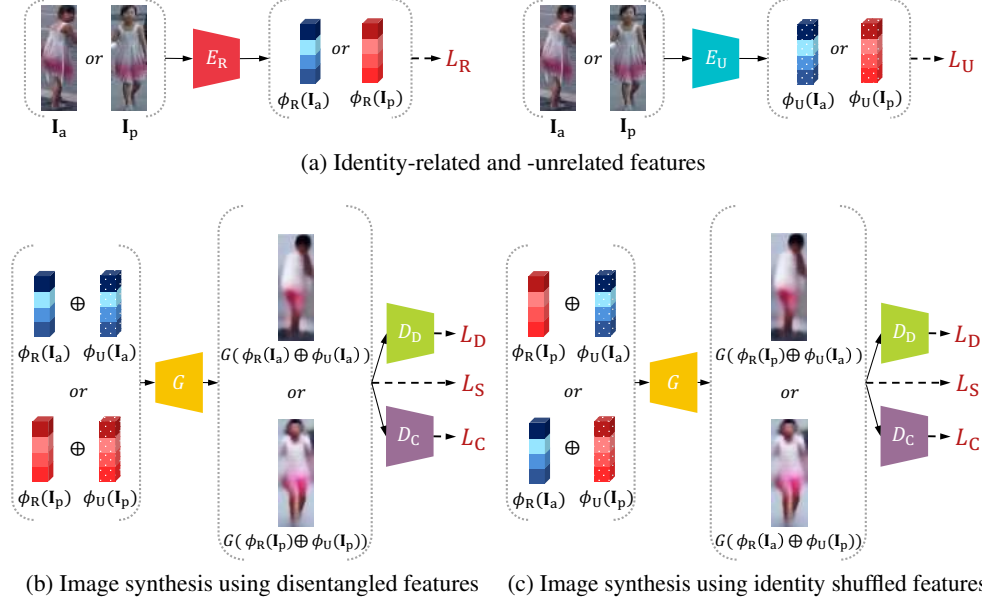 or E_R or L_R
ϕ_R(I_a) ϕ_R(I_p)
I_a I_p
or E_U or L_U
ϕ_U(I_a) ϕ_U(I_p)
I_a I_p
(a) Identity-related and -unrelated features
⊕
ϕ_R(I_a) ϕ_U(I_a)
or
⊕
ϕ_R(I_p) ϕ_U(I_p)
G
G( ϕ_R(I_a) ⊕ ϕ_U(I_a))
or
G( ϕ_R(I_p) ⊕ ϕ_U(I_p))
D_D L_D
L_S
D_C L_C
(b) Image synthesis using disentangled features
⊕
ϕ_R(I_p) ϕ_U(I_a)
or
⊕
ϕ_R(I_a) ϕ_U(I_p)
G
G( ϕ_R(I_p) ⊕ ϕ_U(I_a))
or
G( ϕ_R(I_a) ⊕ ϕ_U(I_p))
D_D L_D
L_S
D_C L_C
(c) Image synthesis using identity shuffled features